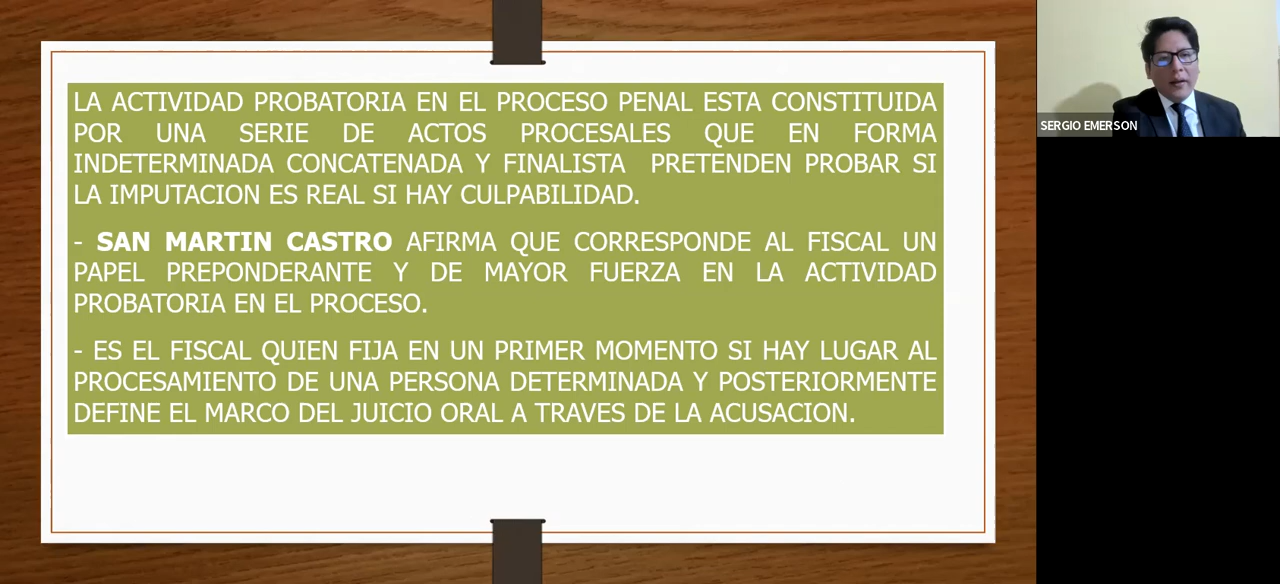 LA ACTIVIDAD PROBATORIA EN EL PROCESO PENAL ESTA CONSTITUIDA
POR UNA SERIE DE ACTOS PROCESALES QUE EN FORMA
INDETERMINADA CONCATENADA Y FINALISTA PRETENDEN PROBAR SI
LA IMPUTACION ES REAL SI HAY CULPABILIDAD.
- SAN MARTIN CASTRO AFIRMA QUE CORRESPONDE AL FISCAL UN
PAPEL PREPONDERANTE Y DE MAYOR FUERZA EN LA ACTIVIDAD
PROBATORIA EN EL PROCESO.
- ES EL FISCAL QUIEN FIJA EN UN PRIMER MOMENTO SI HAY LUGAR AL
PROCESAMIENTO DE UNA PERSONA DETERMINADA Y POSTERIORMENTE
DEFINE EL MARCO DEL JUICIO ORAL A TRAVES DE LA ACUSACION.
SERGIO EMERSON